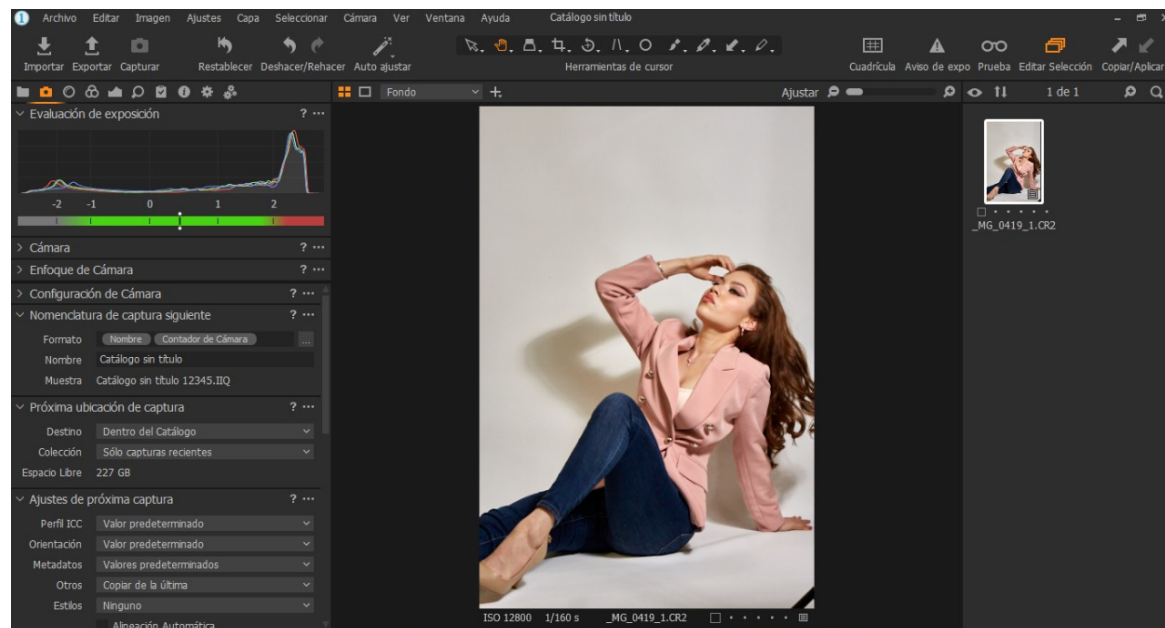 1 Archivo Editar Imagen Ajustes Capa Seleccionar Cámara Ver Ventana Ayuda Catálogo sin título
Importar Exportar Capturar Restablecer Deshacer/Rehacer Auto ajustar Herramientas de cursor Cuadrícula Aviso de expo Prueba Editar Selección Copiar/Aplicar
Fondo Ajustar 1 de 1
Evaluación de exposición ? ...
-2 -1 0 1 2
Cámara ? ...
Enfoque de Cámara ? ...
Configuración de Cámara ? ...
Nomenclatura de captura siguiente ? ...
Formato Nombre Contador de Cámara ...
Nombre Catálogo sin título
Muestra Catálogo sin título 12345.IIQ
Próxima ubicación de captura ? ...
Destino Dentro del Catálogo
Colección Sólo capturas recientes
Espacio Libre 227 GB
Ajustes de próxima captura ? ...
Perfil ICC Valor predeterminado
Orientación Valor predeterminado
Metadatos Valores predeterminados
Otros Copiar de la última
Estilos Ninguno
Alineación Automática
ISO 12800 1/160 s _MG_0419_1.CR2
_MG_0419_1.CR2